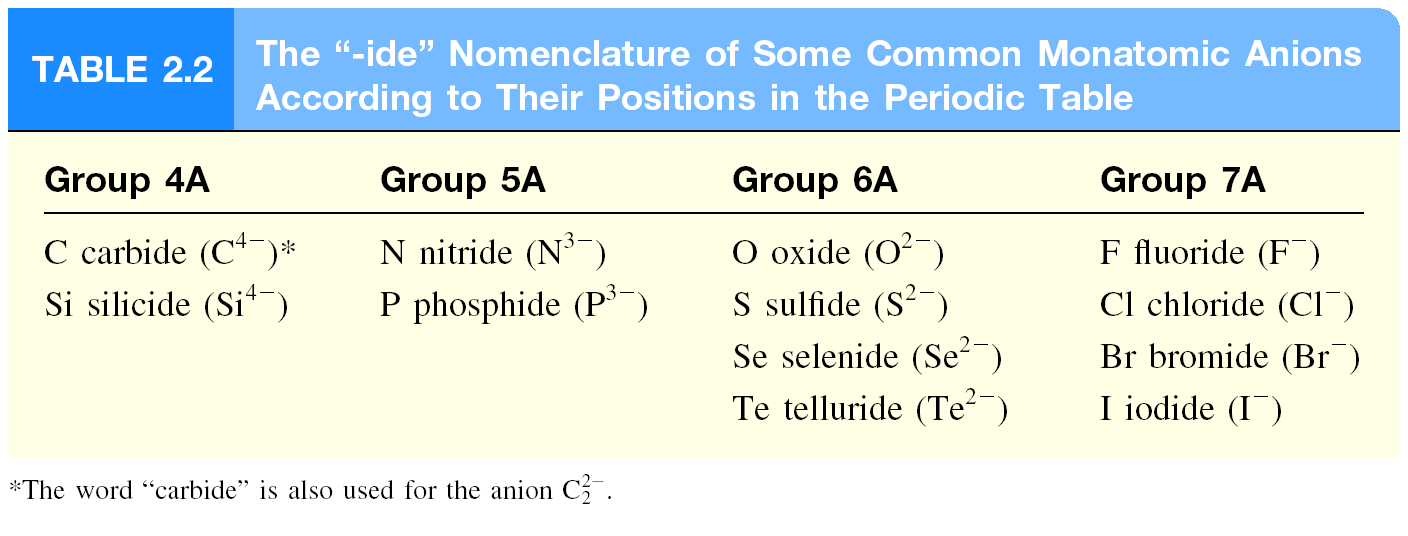 TABLE 2.2
The “-ide” Nomenclature of Some Common Monatomic Anions
According to Their Positions in the Periodic Table
Group 4A Group 5A Group 6A Group 7A
C carbide (C⁴⁻)* N nitride (N³⁻) O oxide (O²⁻) F fluoride (F⁻)
Si silicide (Si⁴⁻) P phosphide (P³⁻) S sulfide (S²⁻) Cl chloride (Cl⁻)
Se selenide (Se²⁻) Br bromide (Br⁻)
Te telluride (Te²⁻) I iodide (I⁻)
*The word “carbide” is also used for the anion C₂²⁻.